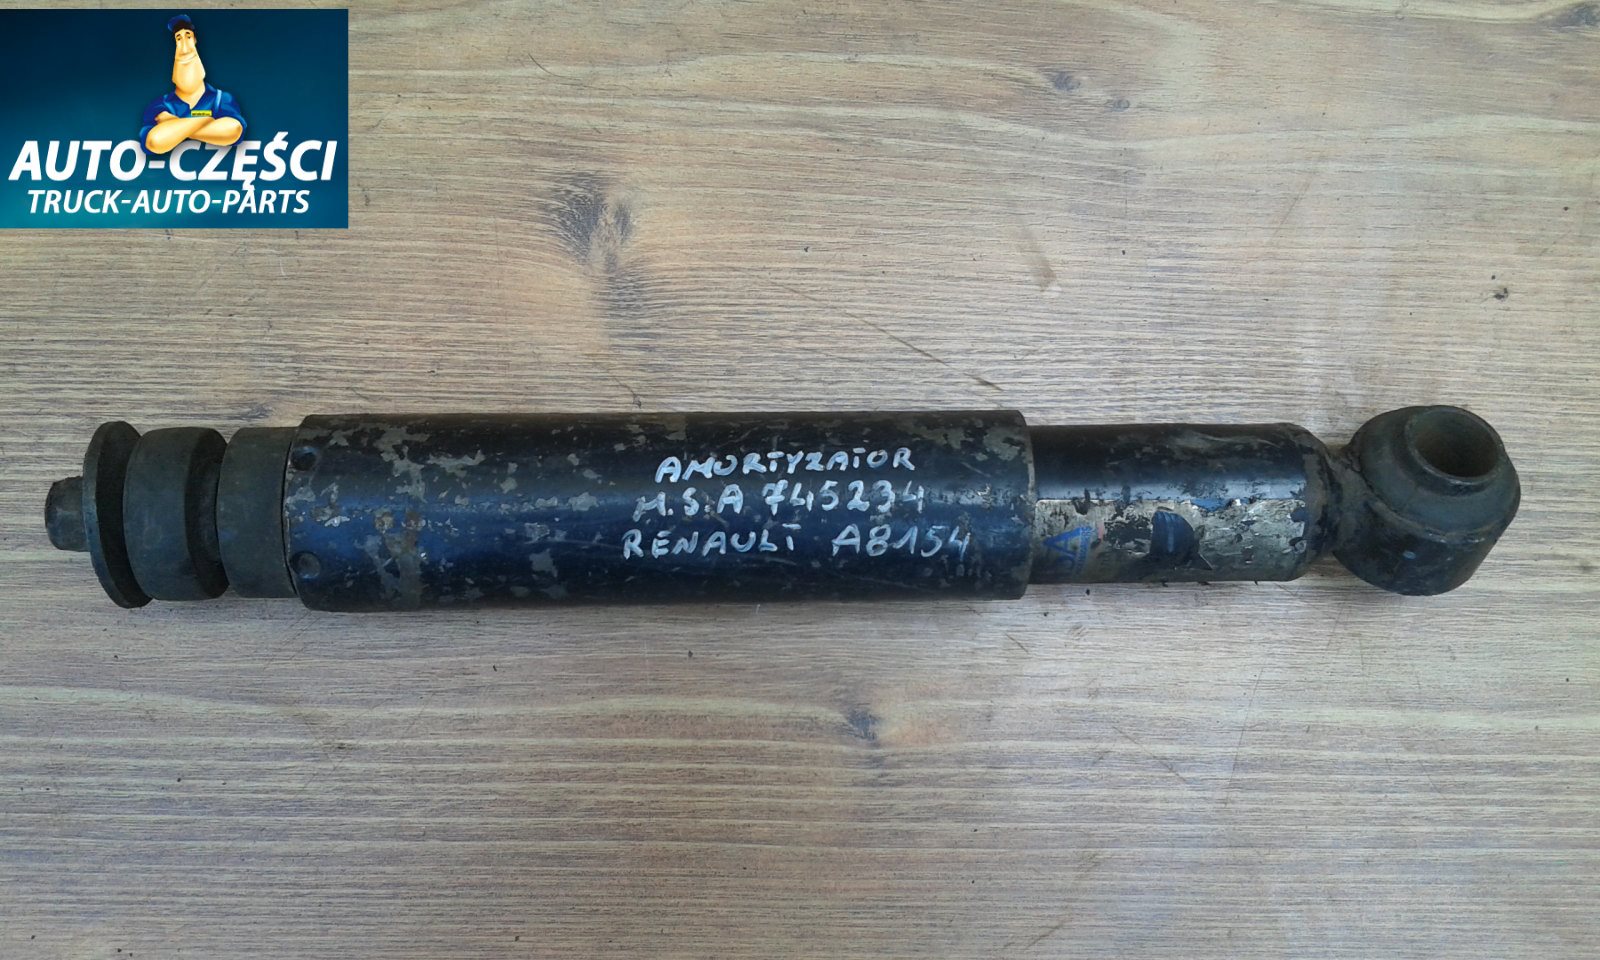 AUTO-CZĘŚCI
TRUCK-AUTO-PARTS
AMORTYZATOR
M.S.A 745234
RENAULT A8154